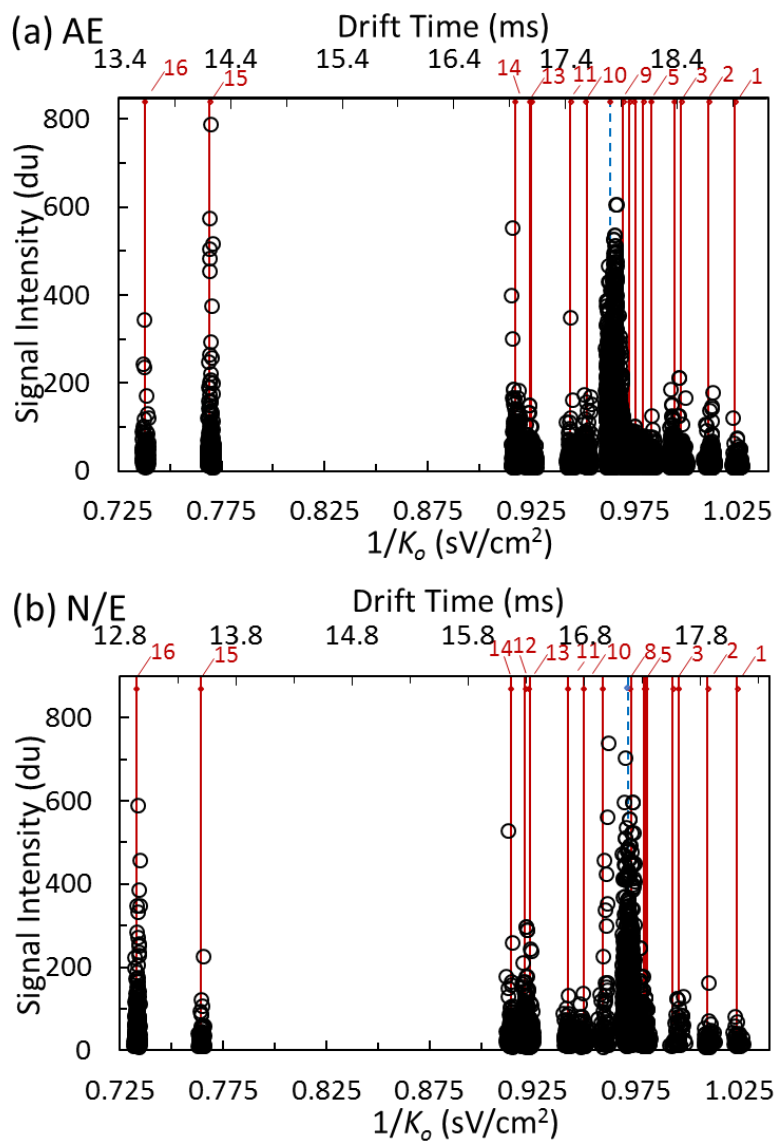 (a) AE
Drift Time (ms)
13.4 14.4 15.4 16.4 17.4 18.4
16 15 14 13 11 10 9 5 3 2 1
800
600
400
200
0
Signal Intensity (du)
0.725 0.775 0.825 0.875 0.925 0.975 1.025
1/Ko (sV/cm²)
(b) N/E
Drift Time (ms)
12.8 13.8 14.8 15.8 16.8 17.8
16 15 14 12 13 11 10 8 5 3 2 1
800
600
400
200
0
Signal Intensity (du)
0.725 0.775 0.825 0.875 0.925 0.975 1.025
1/Ko (sV/cm²)